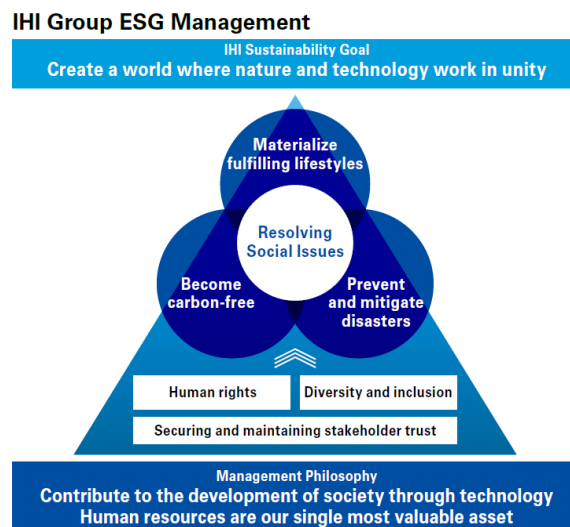 IHI Group ESG Management
IHI Sustainability Goal
Create a world where nature and technology work in unity
Materialize
fulfilling lifestyles
Resolving
Social Issues
Become
carbon-free
Prevent
and mitigate
disasters
Human rights
Diversity and inclusion
Securing and maintaining stakeholder trust
Management Philosophy
Contribute to the development of society through technology
Human resources are our single most valuable asset